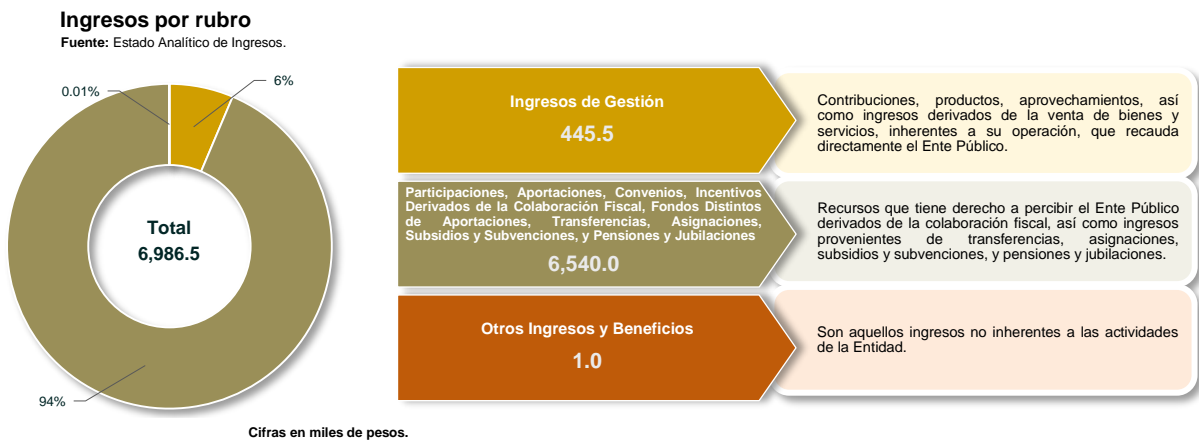 Ingresos por rubro
Fuente: Estado Analítico de Ingresos.
0.01%
6%
Total
6,986.5
94%
Ingresos de Gestión
445.5
Contribuciones, productos, aprovechamientos, así
como ingresos derivados de la venta de bienes y
servicios, inherentes a su operación, que recauda
directamente el Ente Público.
Participaciones, Aportaciones, Convenios, Incentivos
Derivados de la Colaboración Fiscal, Fondos Distintos
de Aportaciones, Transferencias, Asignaciones,
Subsidios y Subvenciones, y Pensiones y Jubilaciones
6,540.0
Recursos que tiene derecho a percibir el Ente Público
derivados de la colaboración fiscal, así como ingresos
provenientes de transferencias, asignaciones,
subsidios y subvenciones, y pensiones y jubilaciones.
Otros Ingresos y Beneficios
1.0
Son aquellos ingresos no inherentes a las actividades
de la Entidad.
Cifras en miles de pesos.